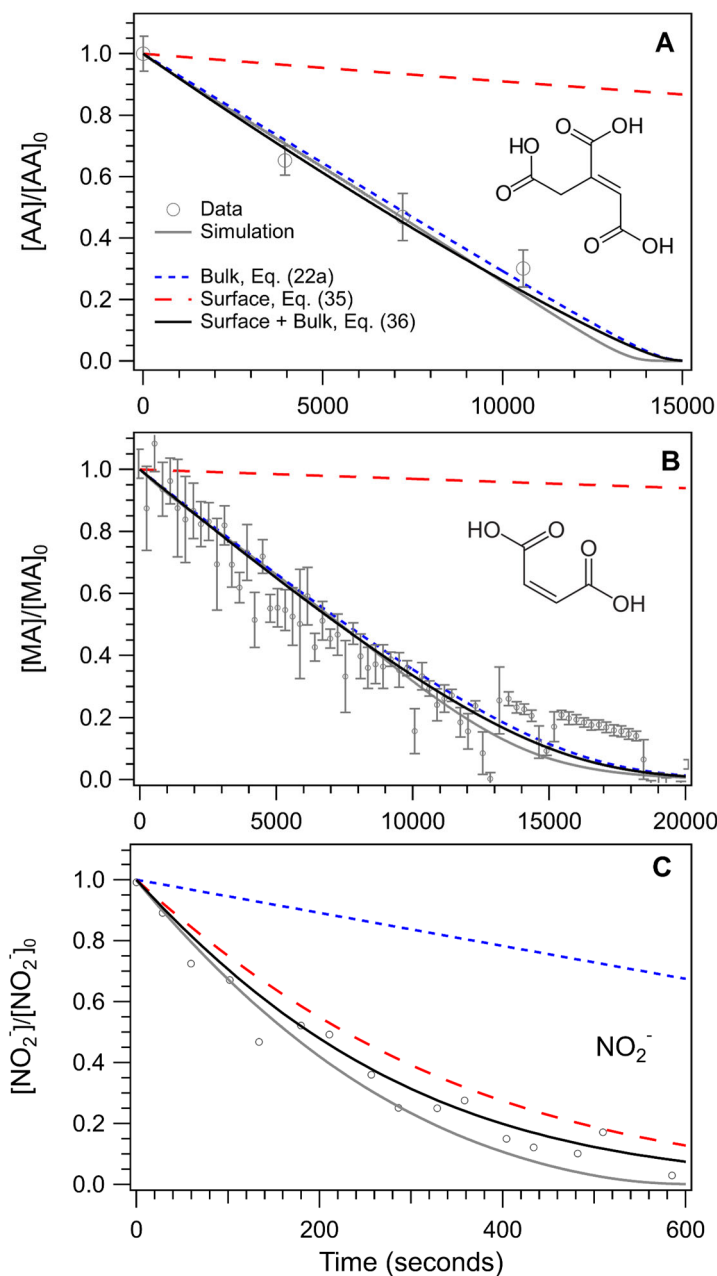 A
1.0
0.8
0.6
0.4
0.2
0.0
[AA]/[AA]₀
O
OH
HO
O
O
OH
Data
Simulation
Bulk, Eq. (22a)
Surface, Eq. (35)
Surface + Bulk, Eq. (36)
0 5000 10000 15000
B
1.0
0.8
0.6
0.4
0.2
0.0
[MA]/[MA]₀
HO
O
O
OH
0 5000 10000 15000 20000
C
1.0
0.8
0.6
0.4
0.2
0.0
[NO₂⁻]/[NO₂⁻]₀
NO₂⁻
0 200 400 600
Time (seconds)